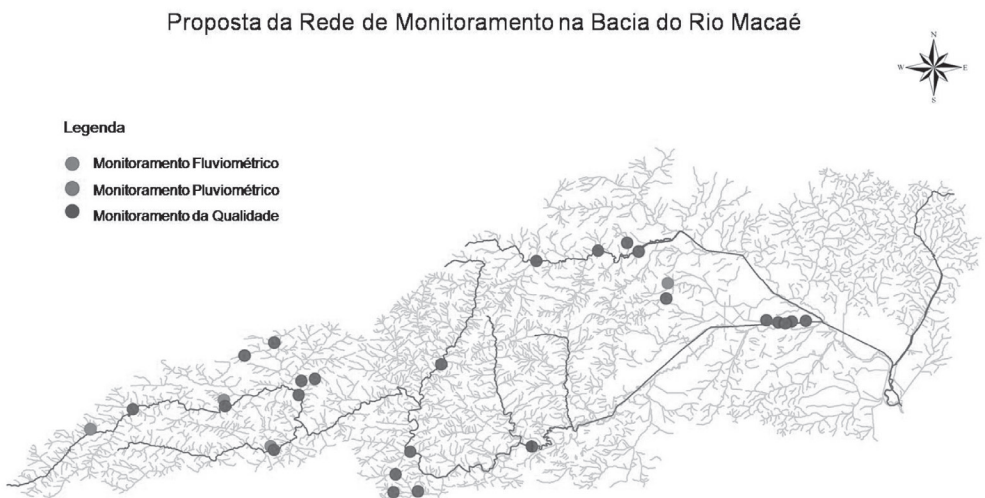 Proposta da Rede de Monitoramento na Bacia do Rio Macaé
N
W
E
S
Legenda
Monitoramento Fluviométrico
Monitoramento Pluviométrico
Monitoramento da Qualidade